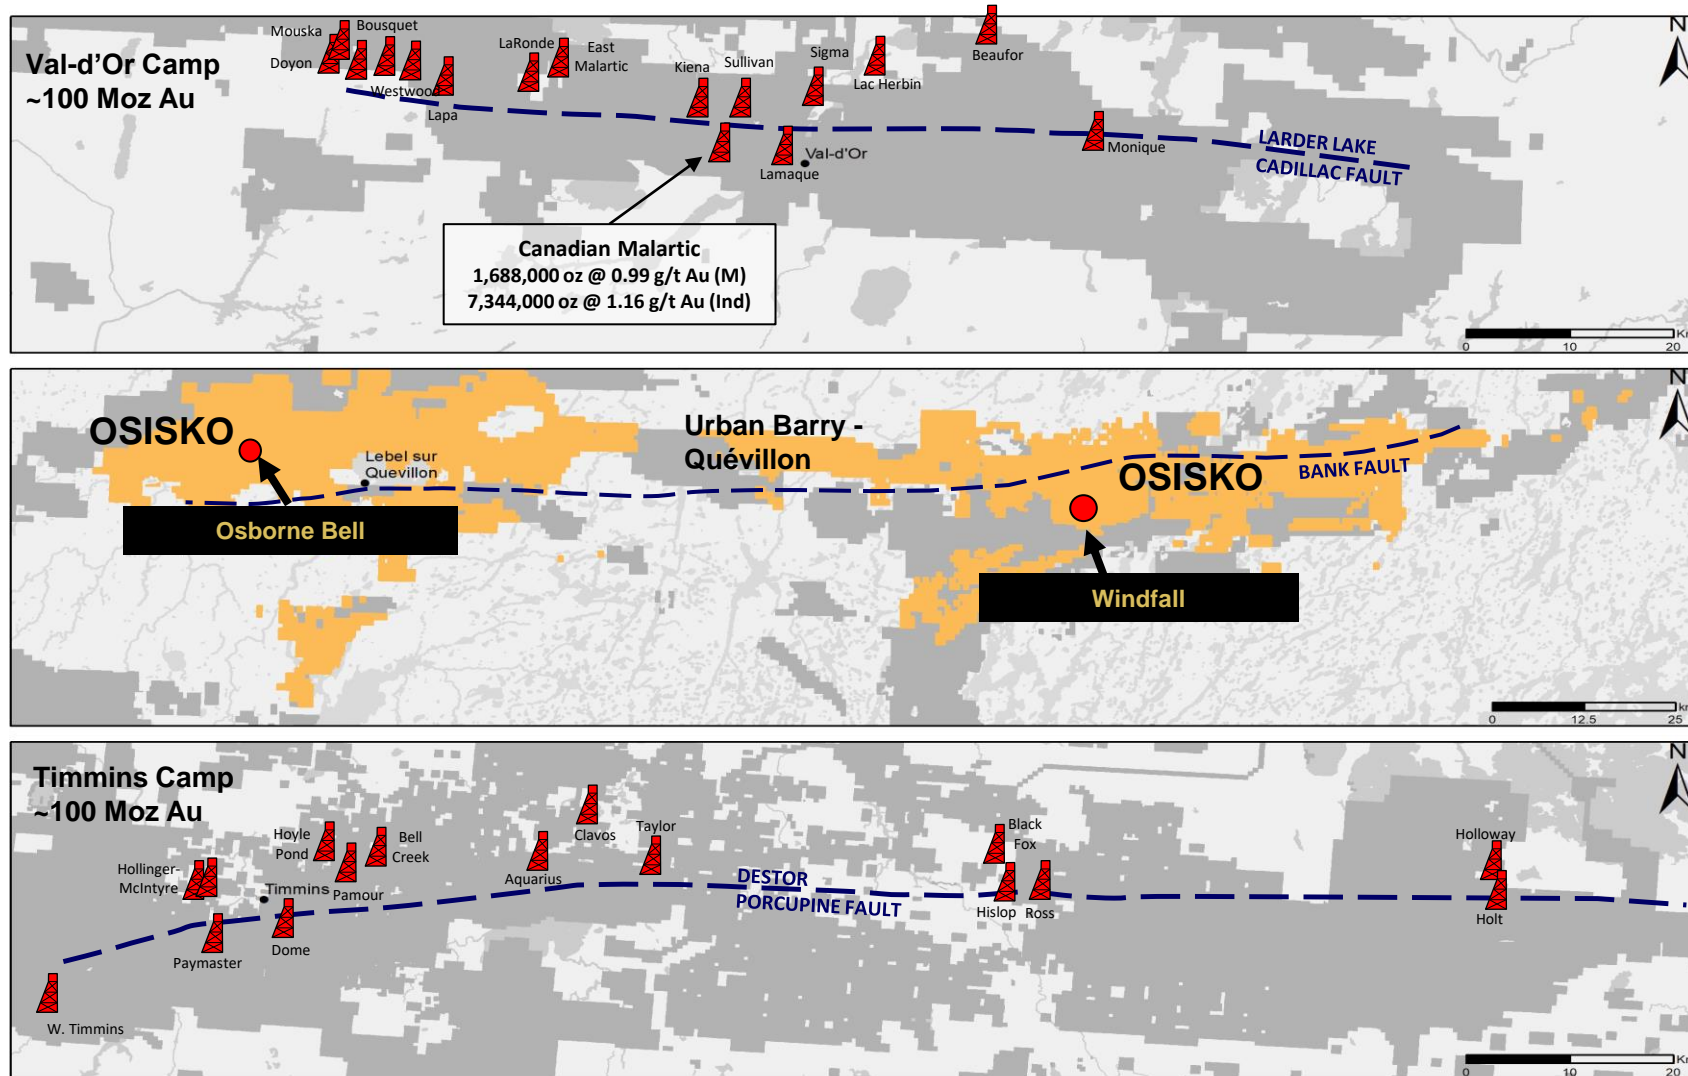 Val-d'Or Camp
~100 Moz Au
Mouska
Bousquet
Doyon
Westwood
Lapa
LaRonde
East
Malartic
Kiena
Sullivan
Sigma
Lac Herbin
Beaufor
Lamaque
Val-d'Or
Monique
LARDER LAKE
CADILLAC FAULT
Canadian Malartic
1,688,000 oz @ 0.99 g/t Au (M)
7,344,000 oz @ 1.16 g/t Au (Ind)
N
0 10 20
Km
OSISKO
Lebel sur
Quevillon
Osborne Bell
Urban Barry -
Quévillon
OSISKO
BANK FAULT
Windfall
N
0 12.5 25
km
Timmins Camp
~100 Moz Au
Hollinger-
McIntyre
Hoyle
Pond
Bell
Creek
Pamour
Timmins
Paymaster
Dome
W. Timmins
Aquarius
Clavos
Taylor
DESTOR
PORCUPINE FAULT
Black
Fox
Hislop
Ross
Holloway
Holt
N
0 10 20
Km